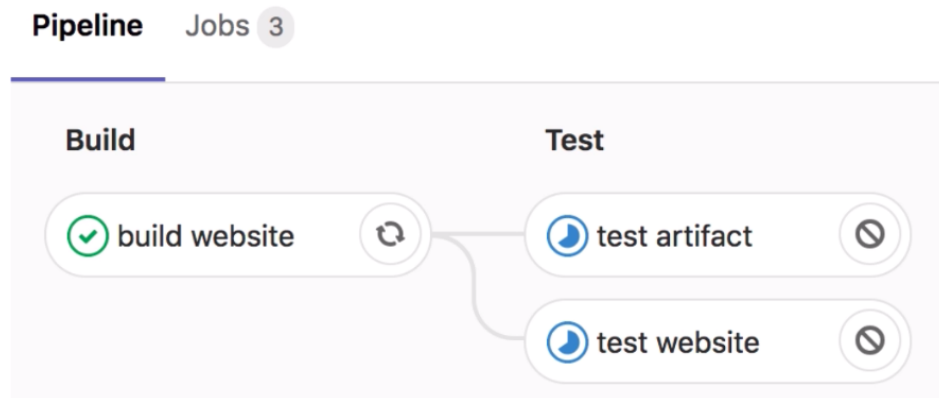 Pipeline Jobs 3
Build Test
build website test artifact
test website